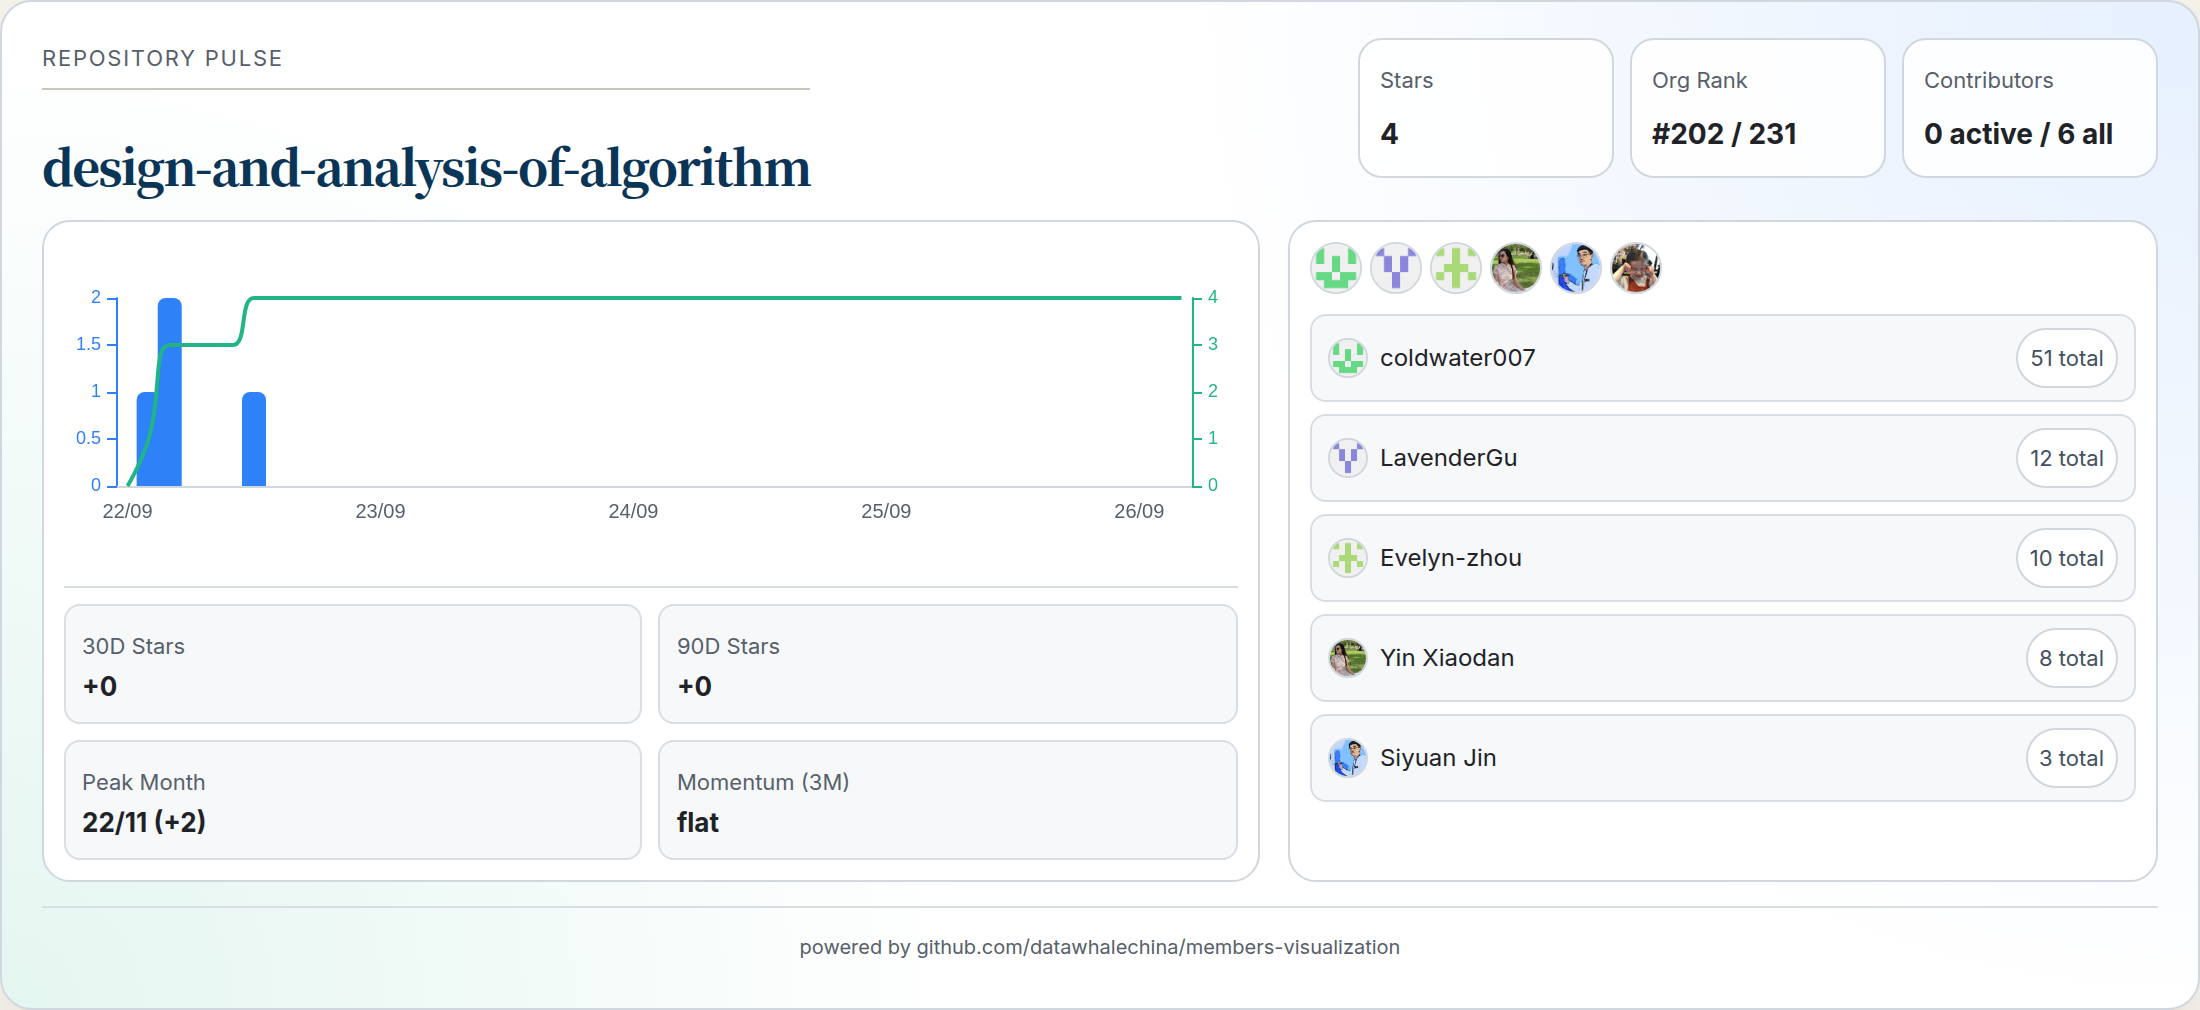 REPOSITORY PULSE
design-and-analysis-of-algorithm
Stars
4
Org Rank
#202 / 231
Contributors
0 active / 6 all
2
1.5
1
0.5
0
4
3
2
1
0
22/09
23/09
24/09
25/09
26/09
30D Stars
+0
90D Stars
+0
Peak Month
22/11 (+2)
Momentum (3M)
flat
coldwater007
51 total
LavenderGu
12 total
Evelyn-zhou
10 total
Yin Xiaodan
8 total
Siyuan Jin
3 total
powered by github.com/datawhalechina/members-visualization